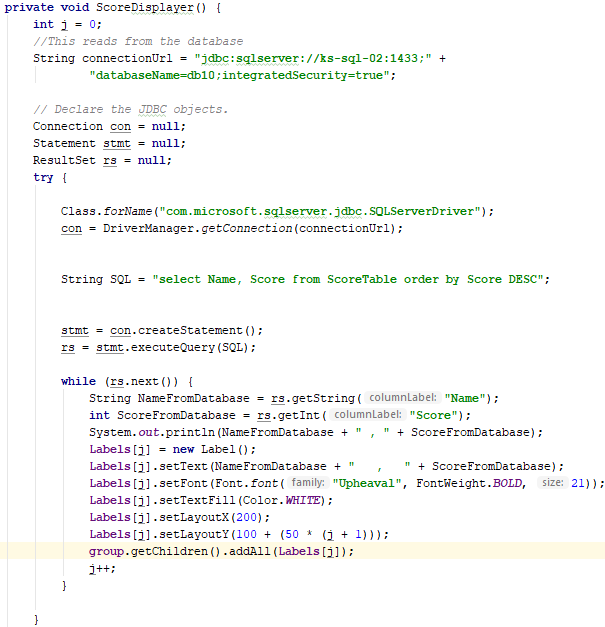 private void ScoreDisplayer() {
int j = 0;
//This reads from the database
String connectionUrl = "jdbc:sqlserver://ks-sql-02:1433;" +
"databaseName=db10;integratedSecurity=true";
// Declare the JDBC objects.
Connection con = null;
Statement stmt = null;
ResultSet rs = null;
try {
Class.forName("com.microsoft.sqlserver.jdbc.SQLServerDriver");
con = DriverManager.getConnection(connectionUrl);
String SQL = "select Name, Score from ScoreTable order by Score DESC";
stmt = con.createStatement();
rs = stmt.executeQuery(SQL);
while (rs.next()) {
String NameFromDatabase = rs.getString( columnLabel: "Name");
int ScoreFromDatabase = rs.getInt( columnLabel: "Score");
System.out.println(NameFromDatabase + " , " + ScoreFromDatabase);
Labels[j] = new Label();
Labels[j].setText(NameFromDatabase + "   ,   " + ScoreFromDatabase);
Labels[j].setFont(Font.font( family: "Upheaval", FontWeight.BOLD, size: 21));
Labels[j].setTextFill(Color.WHITE);
Labels[j].setLayoutX(200);
Labels[j].setLayoutY(100 + (50 * (j + 1)));
group.getChildren().addAll(Labels[j]);
j++;
}
}